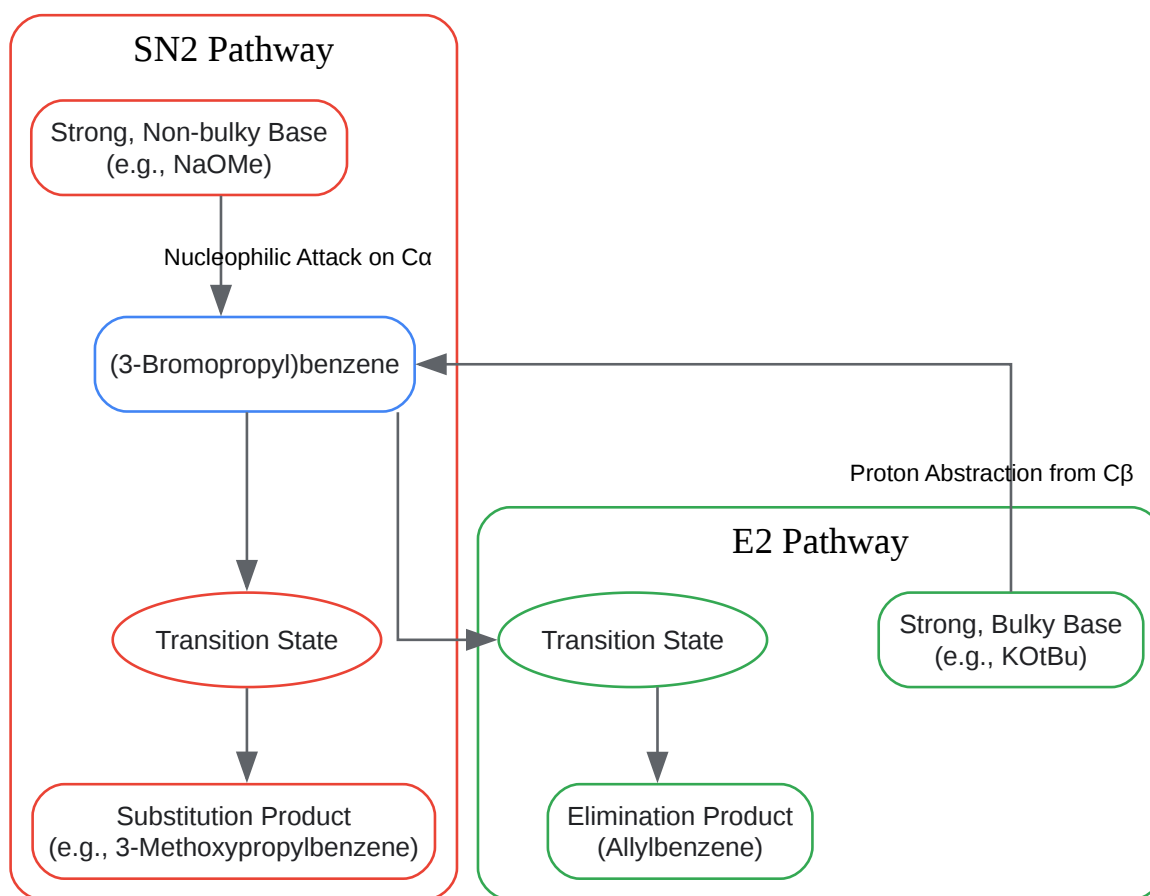 SN2 Pathway
Strong, Non-bulky Base
(e.g., NaOMe)
Nucleophilic Attack on Cα
(3-Bromopropyl)benzene
Proton Abstraction from Cβ
E2 Pathway
Transition State
Transition State
Strong, Bulky Base
(e.g., KOtBu)
Substitution Product
(e.g., 3-Methoxypropylbenzene)
Elimination Product
(Allylbenzene)